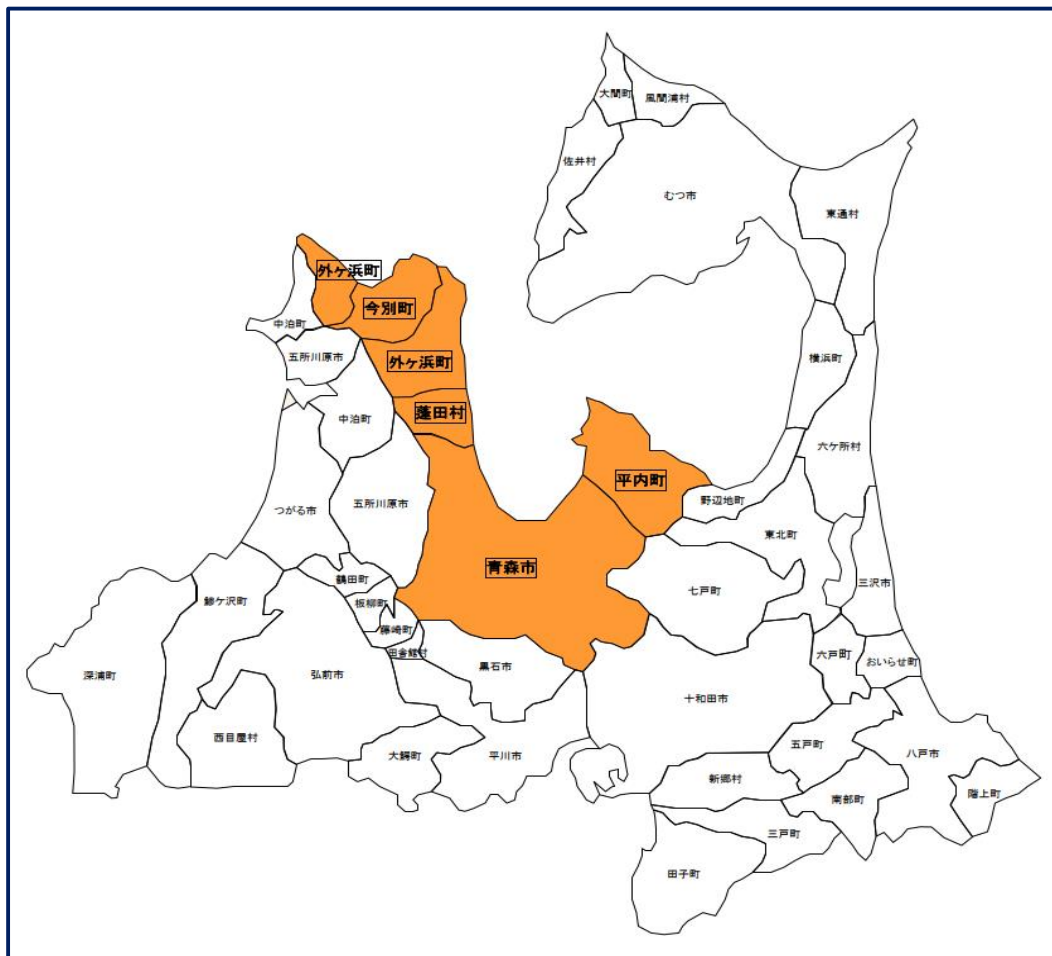 大間町
風間浦村
佐井村
むつ市
東通村
外ヶ浜町
今別町
中泊町
五所川原市
外ヶ浜町
横浜町
蓬田村
中泊町
六ケ所村
平内町
野辺地町
五所川原市
つがる市
東北町
青森市
鶴田町
七戸町
三沢市
板柳町
鰺ケ沢町
藤崎町
田舎館村
黒石市
六戸町
おいらせ町
深浦町
弘前市
十和田市
西目屋村
五戸町
大鰐町
平川市
八戸市
新郷村
南部町
階上町
三戸町
田子町